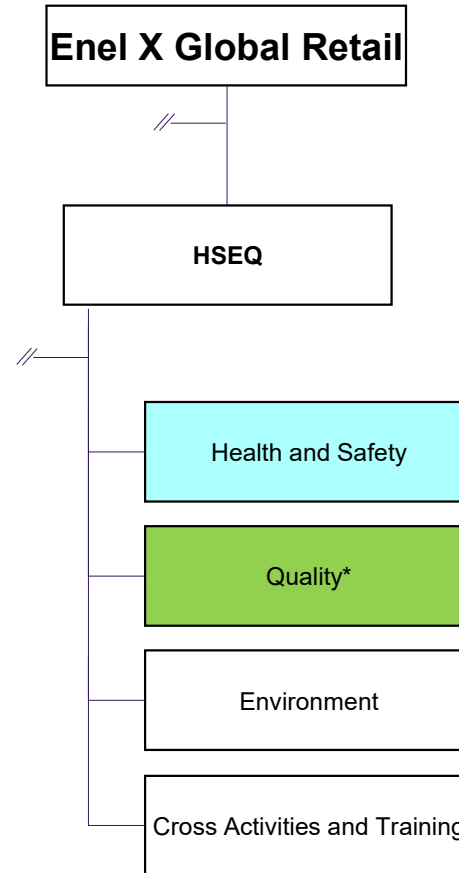 Enel X Global Retail
HSEQ
Health and Safety
Quality*
Environment
Cross Activities and Training